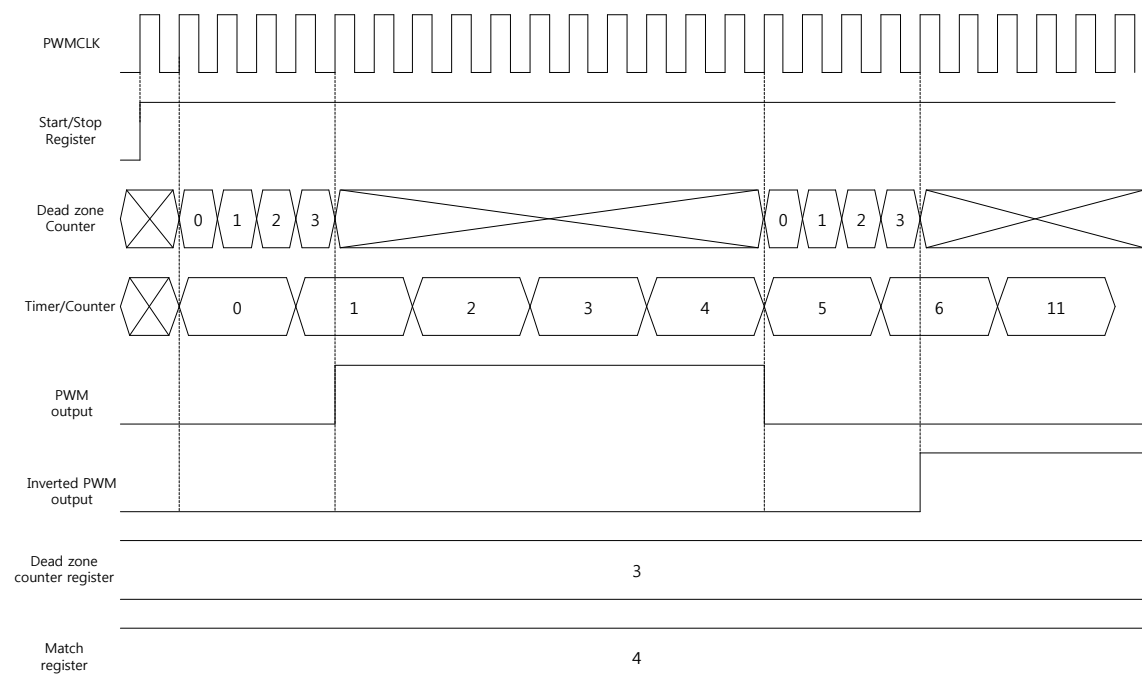 PWMCLK
Start/Stop
Register
Dead zone
Counter
0 1 2 3 0 1 2 3
Timer/Counter 0 1 2 3 4 5 6 11
PWM
output
Inverted PWM
output
Dead zone
counter register
3
Match
register
4